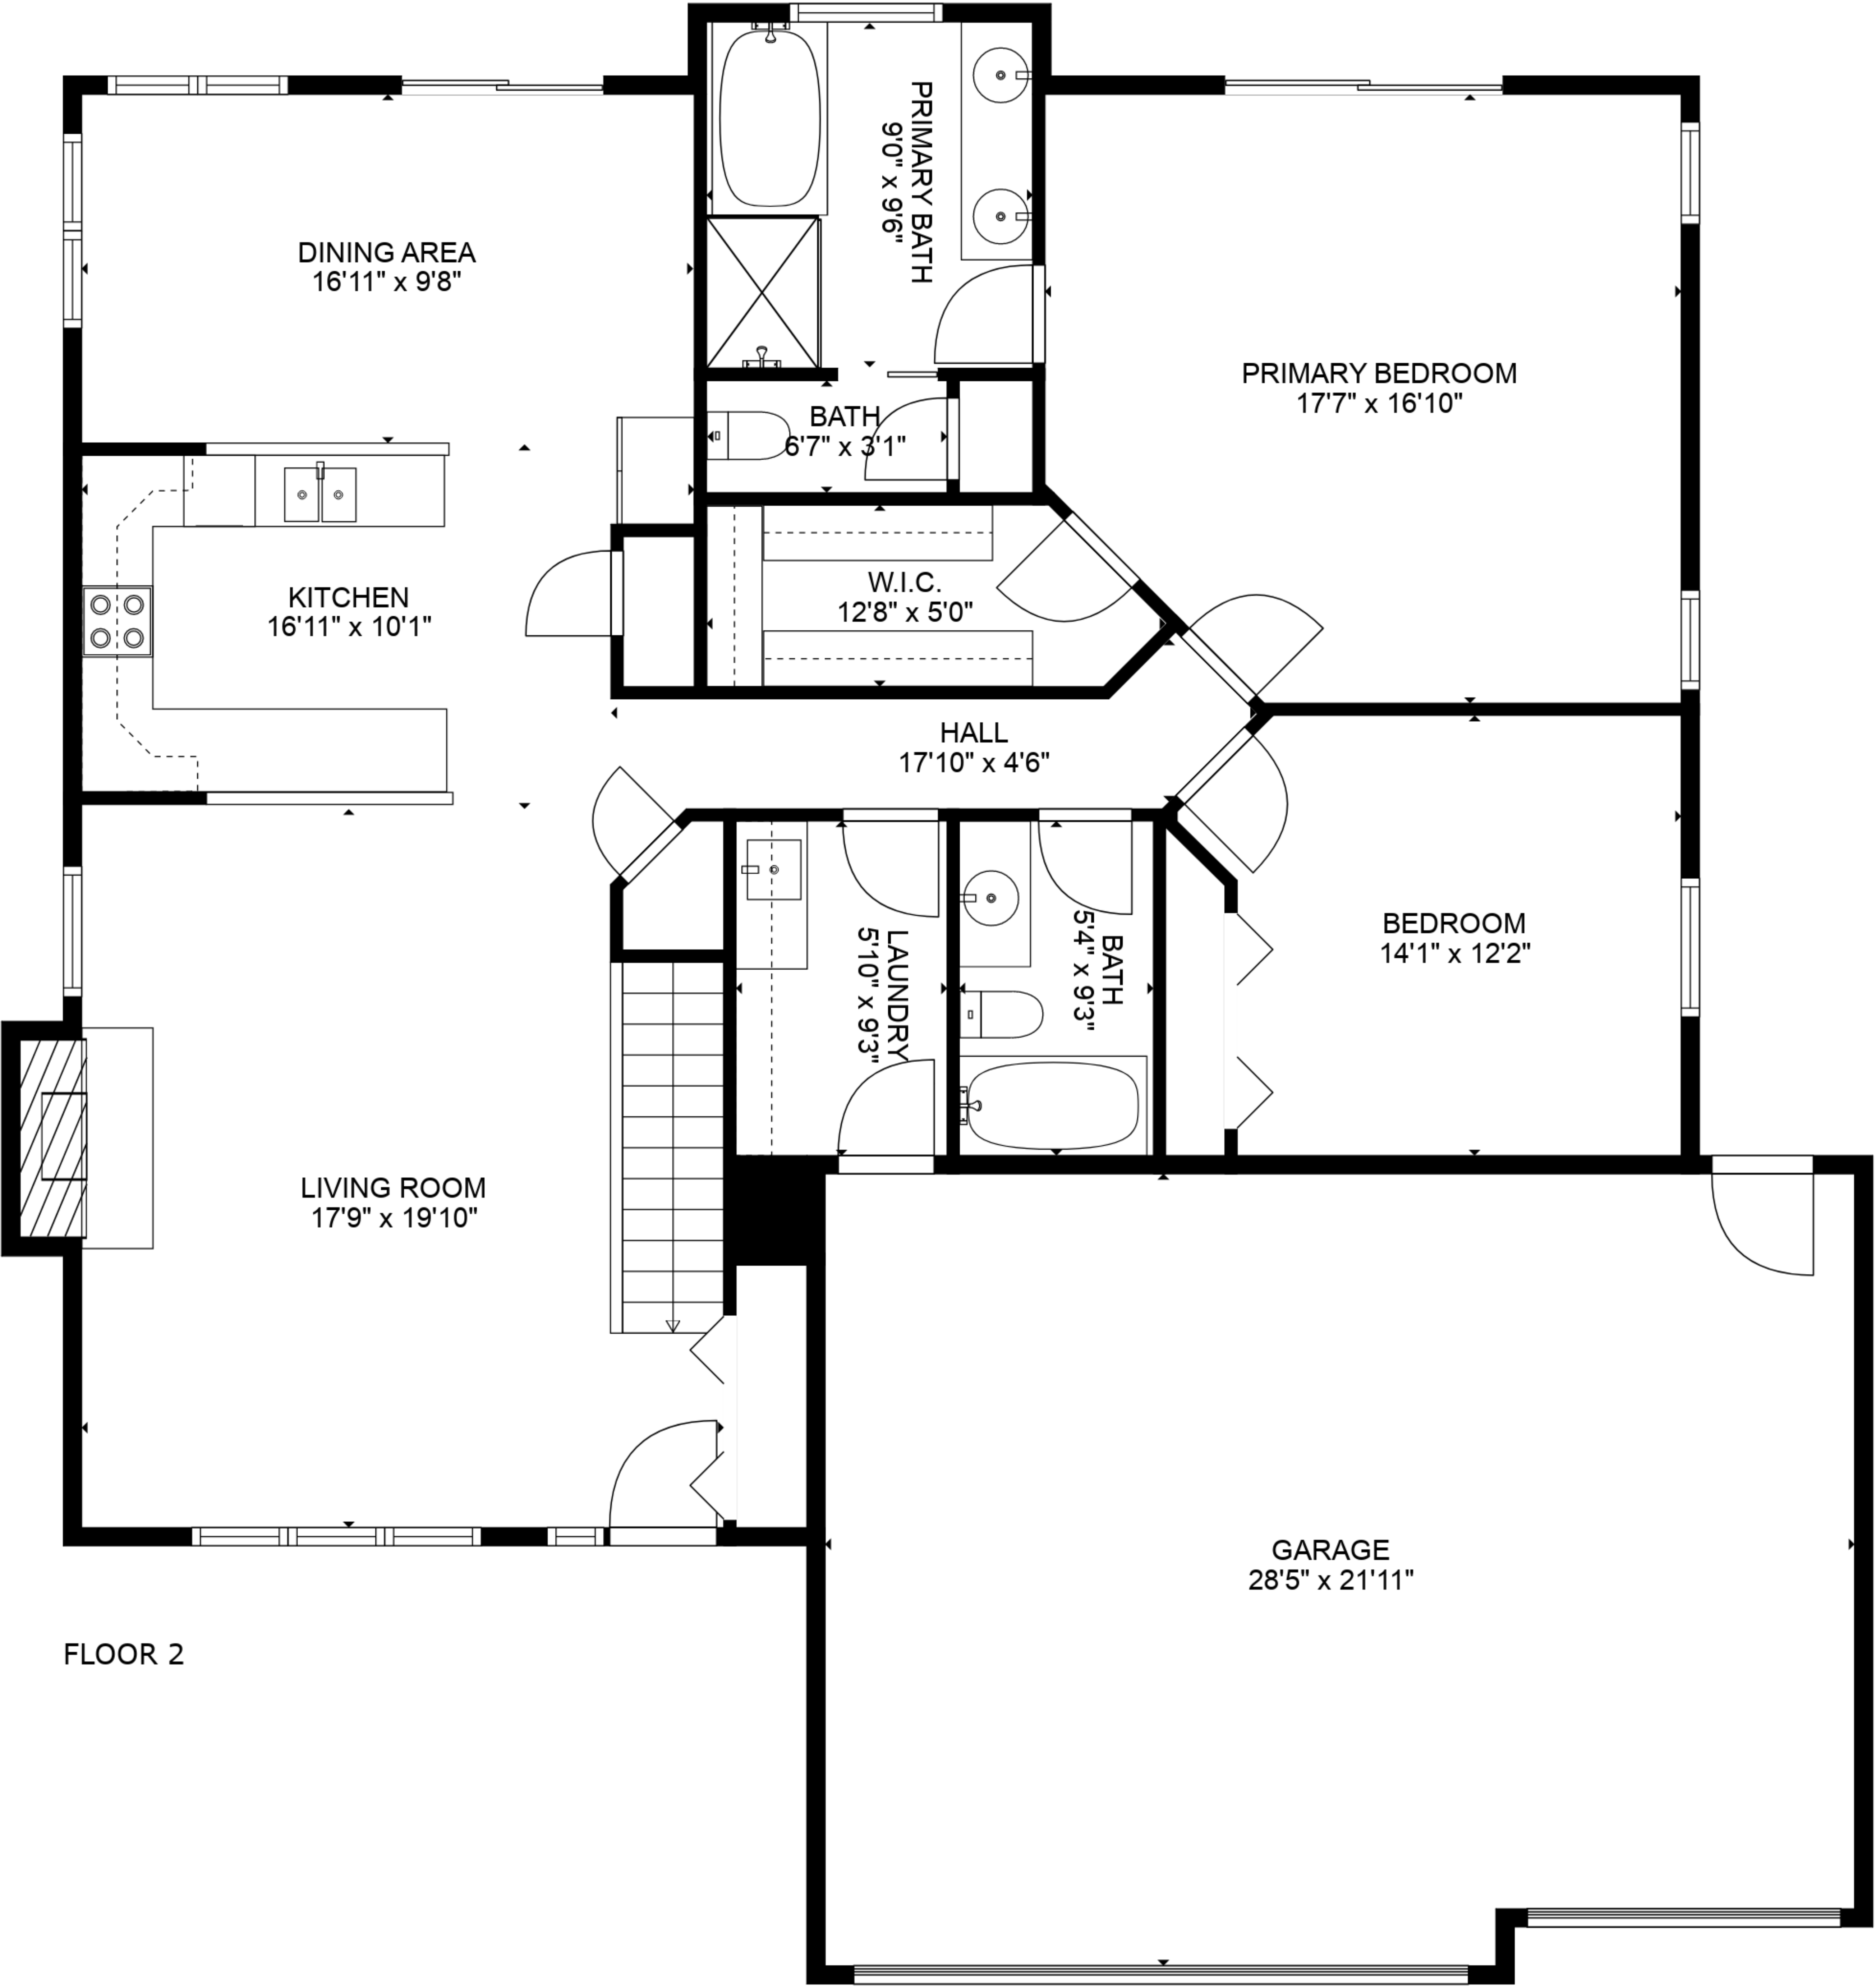 PRIMARY BATH
9'0" x 9'6"
DINING AREA
16'11" x 9'8"
PRIMARY BEDROOM
17'7" x 16'10"
BATH
6'7" x 3'1"
W.I.C.
12'8" x 5'0"
KITCHEN
16'11" x 10'1"
HALL
17'10" x 4'6"
BEDROOM
14'1" x 12'2"
LAUNDRY
5'10" x 9'3"
BATH
5'4" x 9'3"
LIVING ROOM
17'9" x 19'10"
GARAGE
28'5" x 21'11"
FLOOR 2